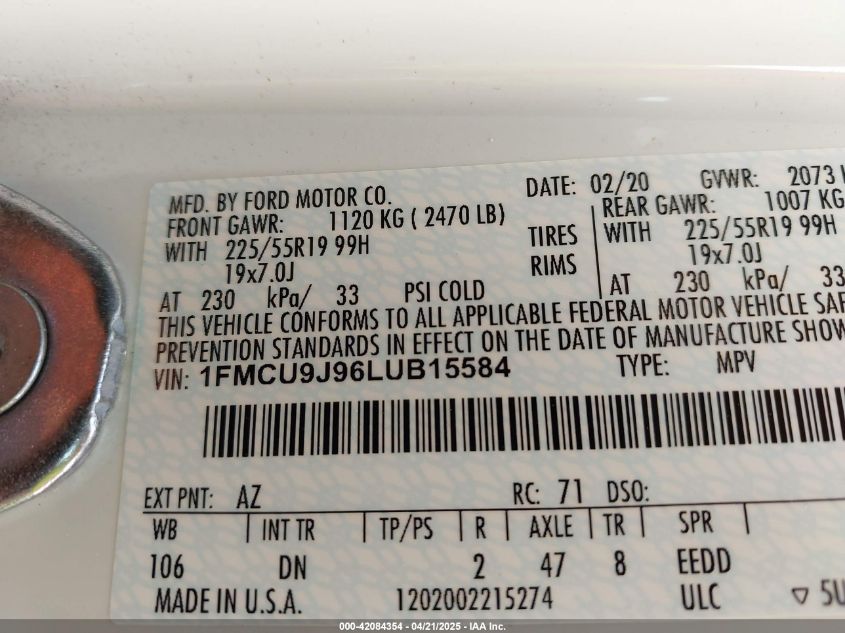 MFD. BY FORD MOTOR CO.
DATE: 02/20 GVWR: 2073
FRONT GAWR: 1120 KG ( 2470 LB)
REAR GAWR: 1007 KG
WITH 225/55R19 99H TIRES WITH 225/55R19 99H
19x7.0J RIMS 19x7.0J
AT 230 kPa/ 33 PSI COLD AT 230 kPa/ 33
THIS VEHICLE CONFORMS TO ALL APPLICABLE FEDERAL MOTOR VEHICLE SAF
PREVENTION STANDARDS IN EFFECT ON THE DATE OF MANUFACTURE SHOW
VIN: 1FMCU9J96LUB15584 TYPE: MPV
EXT PNT: AZ RC: 71 DSO:
WB INT TR TP/PS R AXLE TR SPR
106 DN 2 47 8 EEDD
MADE IN U.S.A. 1202002215274 ULC ▽ 5U
000-42084354 - 04/21/2025 - IAA Inc.